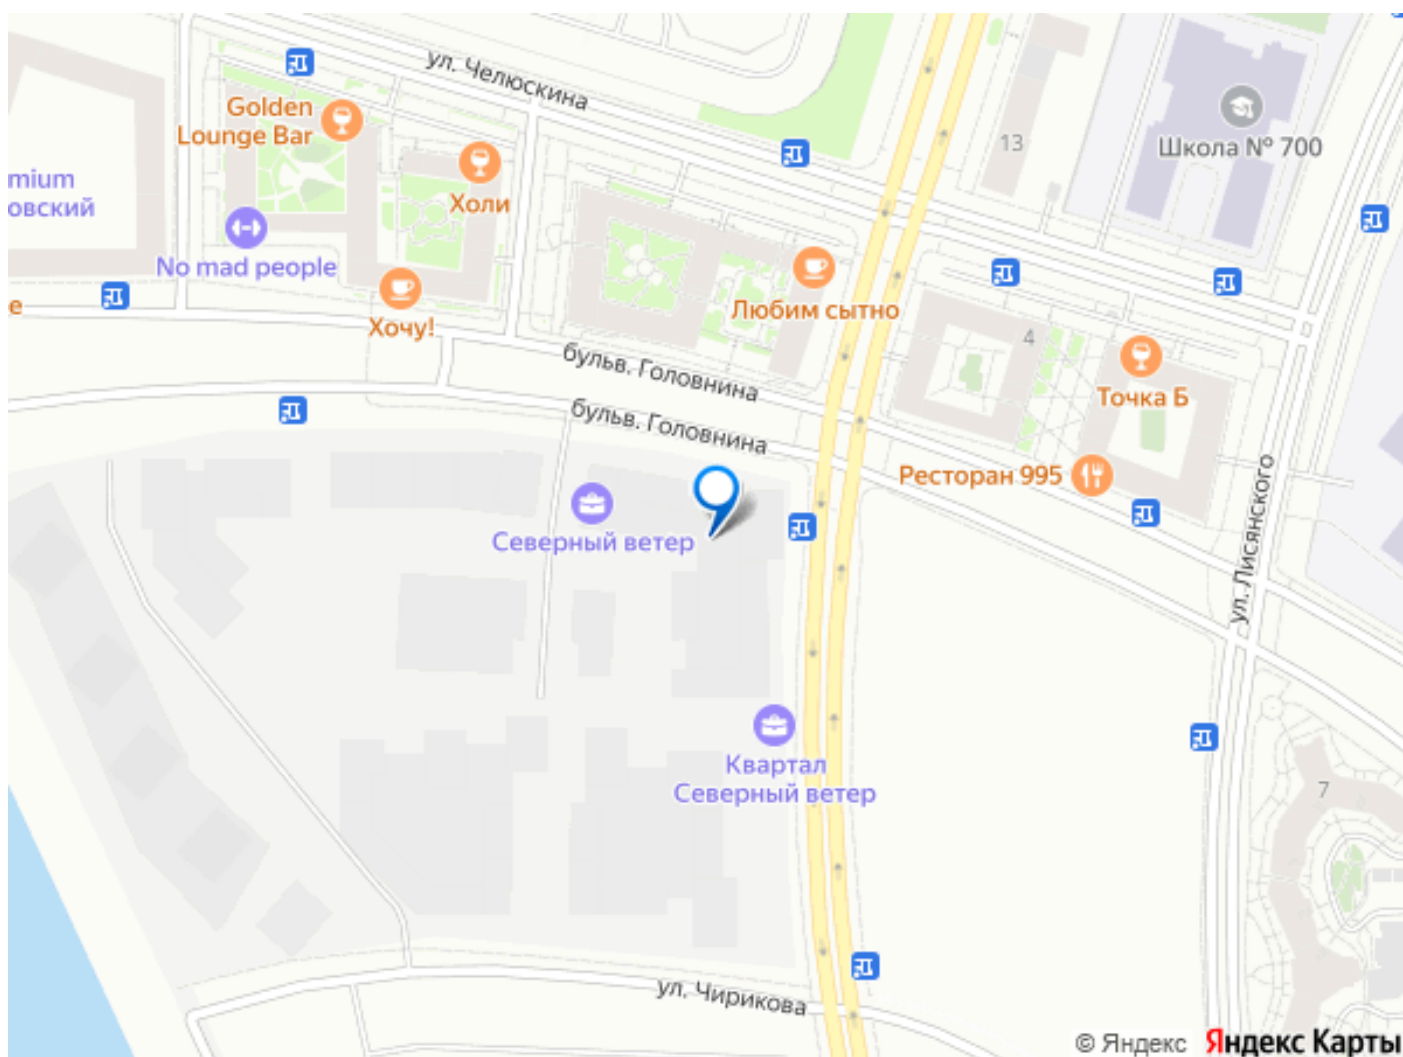 ул. Челюскина
Golden
Lounge Bar
Холи
13
Школа № 700
mium
овский
No mad people
е
Хочу!
Любим сытно
4
Точка Б
бульв. Головнина
бульв. Головнина
Ресторан 995
ул. Лисянского
Северный ветер
Квартал
Северный ветер
7
ул. Чирикова
© Яндекс
Яндекс Карты